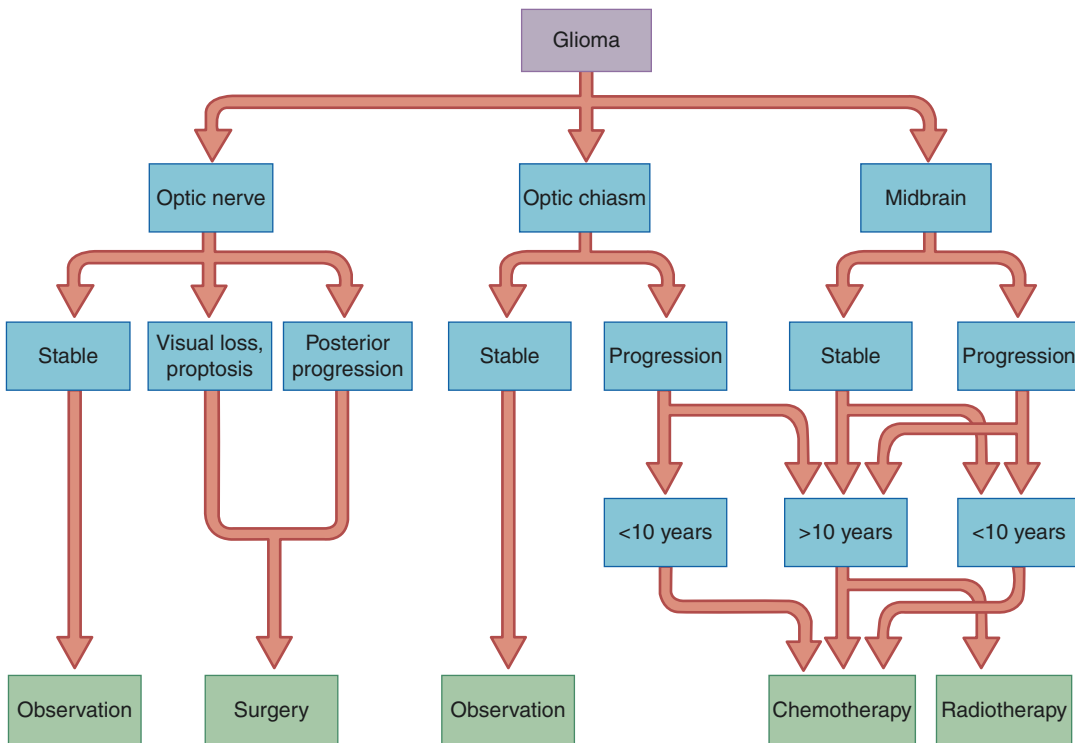 Glioma
Optic nerve
Optic chiasm
Midbrain
Stable
Visual loss,
proptosis
Posterior
progression
Stable
Progression
Stable
Progression
<10 years
>10 years
<10 years
Observation
Surgery
Observation
Chemotherapy
Radiotherapy